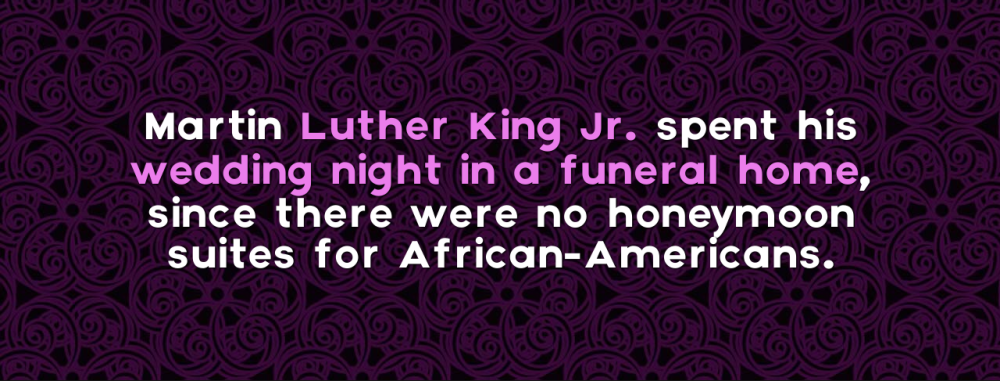 Martin Luther King Jr. spent his
wedding night in a funeral home,
since there were no honeymoon
suites for African-Americans.